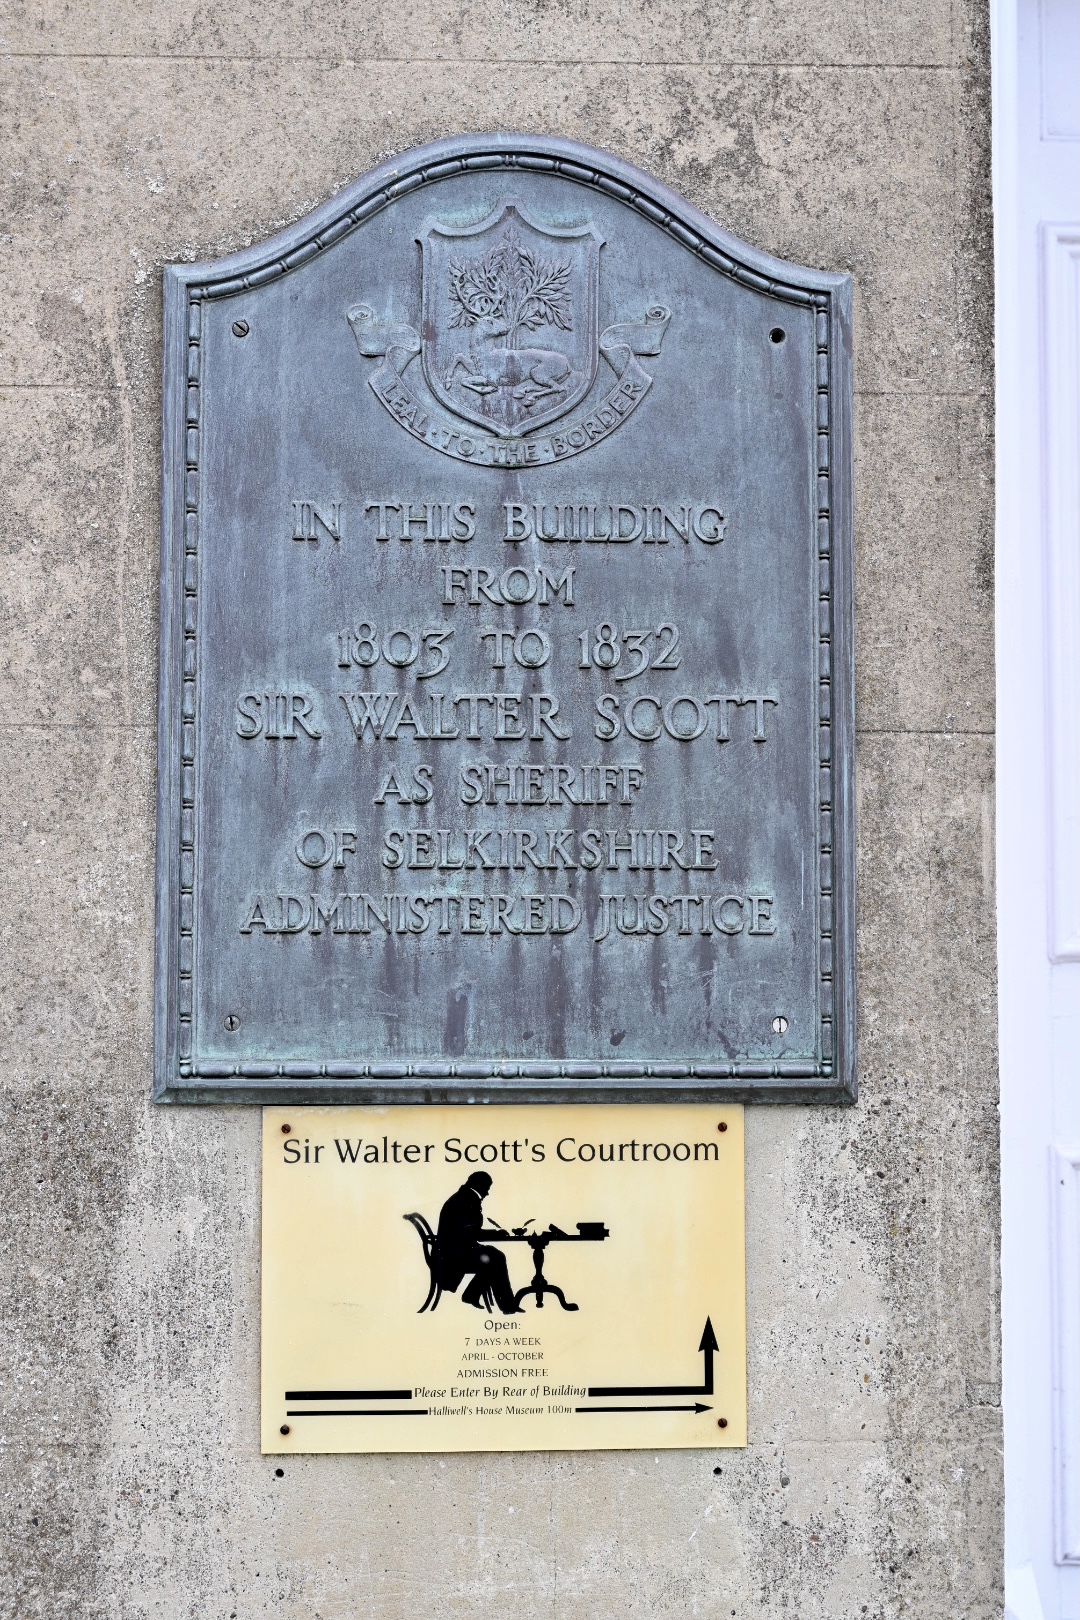 LEAL · TO · THE · BORDER
IN THIS BUILDING
FROM
1803 TO 1832
SIR WALTER SCOTT
AS SHERIFF
OF SELKIRKSHIRE
ADMINISTERED JUSTICE
Sir Walter Scott's Courtroom
Open:
7 DAYS A WEEK
APRIL - OCTOBER
ADMISSION FREE
Please Enter By Rear of Building
Halliwell's House Museum 100m